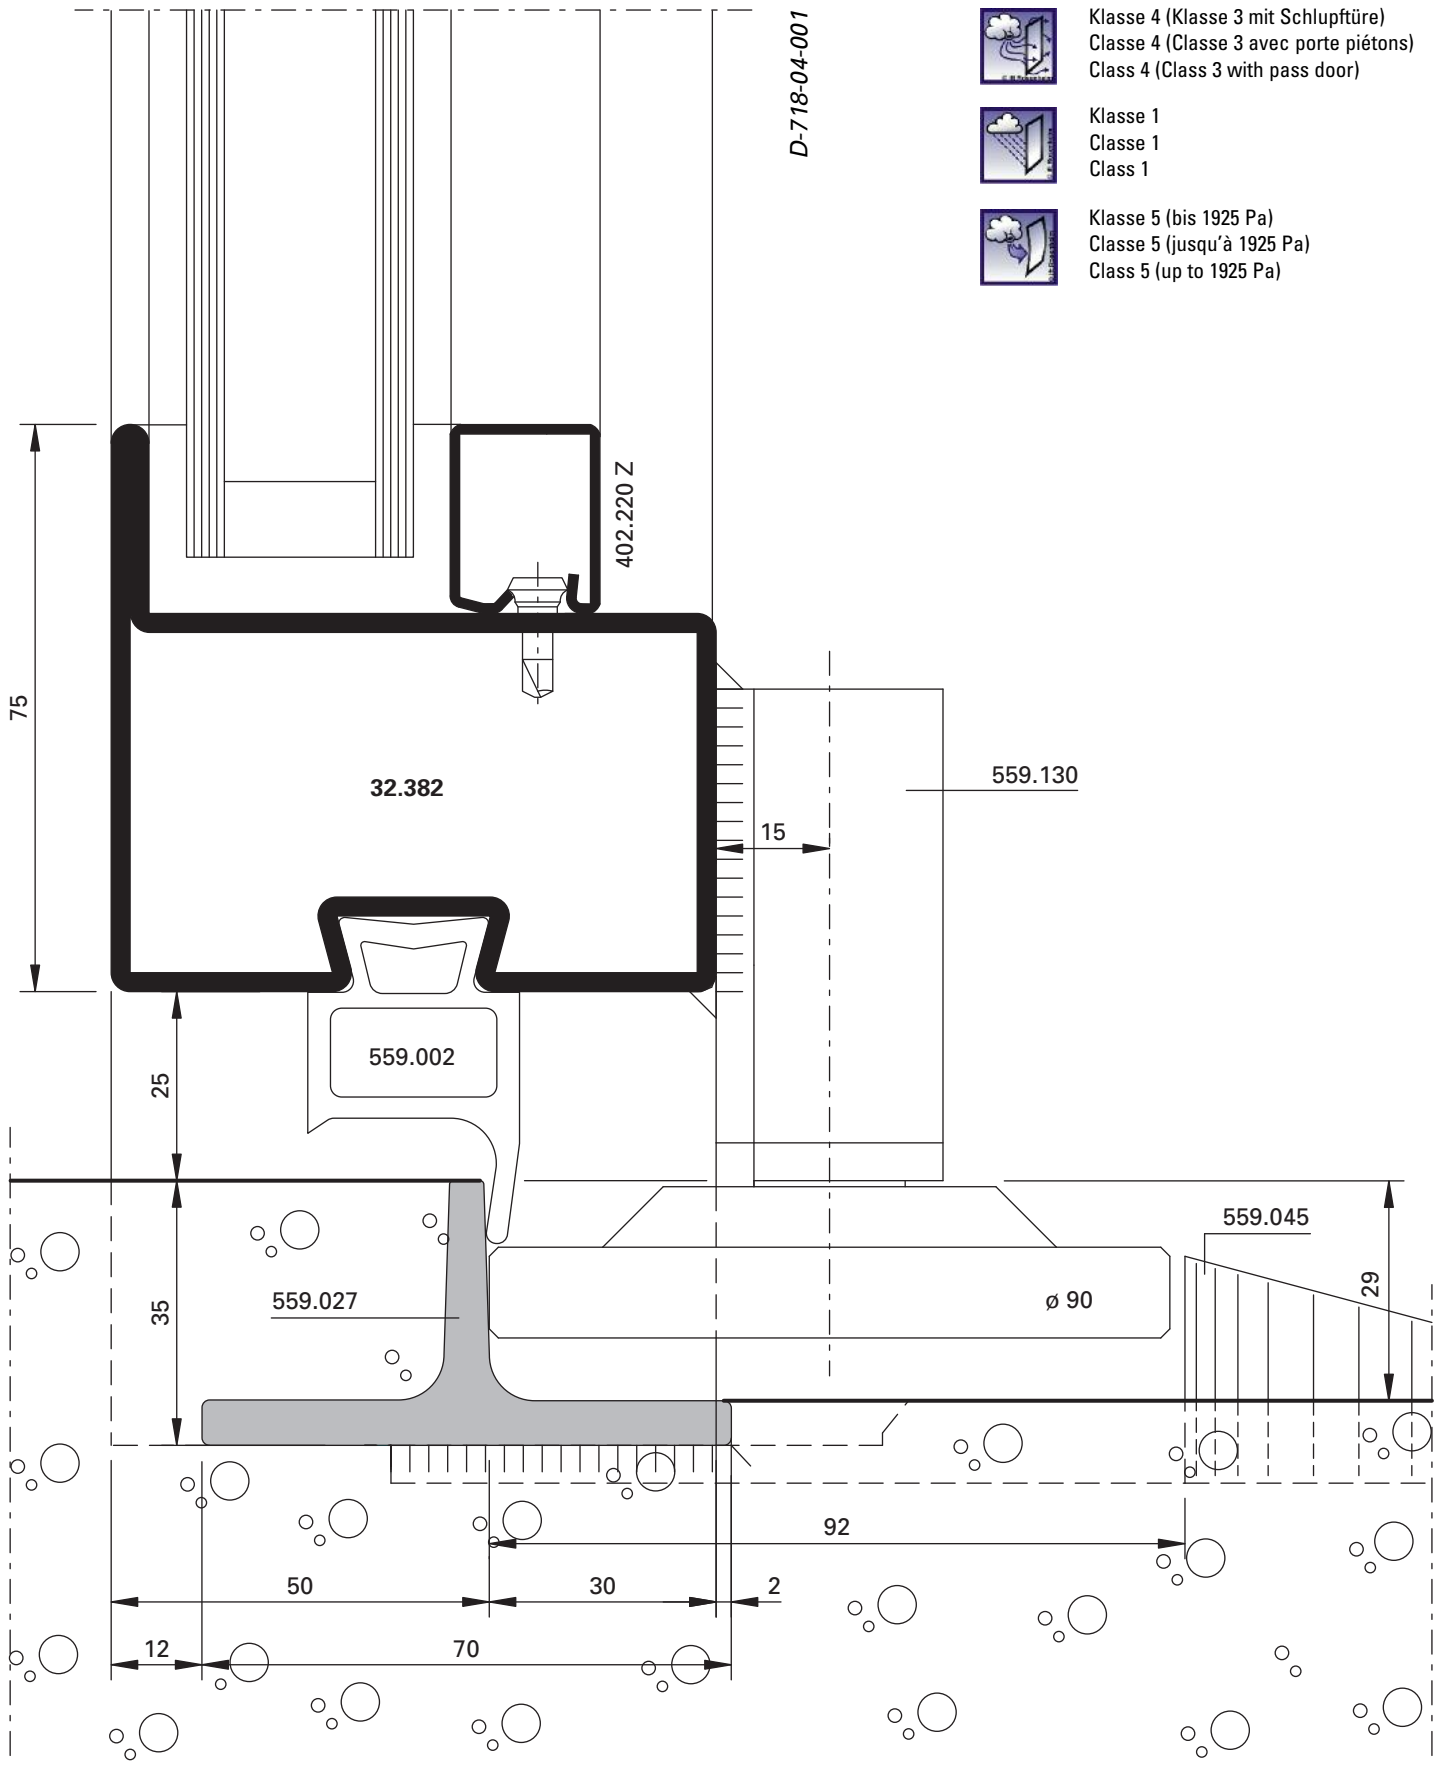 D-718-04-001
Klasse 4 (Klasse 3 mit Schlupftüre)
Classe 4 (Classe 3 avec porte piétons)
Class 4 (Class 3 with pass door)
Klasse 1
Classe 1
Class 1
Klasse 5 (bis 1925 Pa)
Classe 5 (jusqu'à 1925 Pa)
Class 5 (up to 1925 Pa)
402.220 Z
75
32.382
559.130
15
559.002
25
559.045
35
559.027
ø 90
29
92
50
30
2
12
70